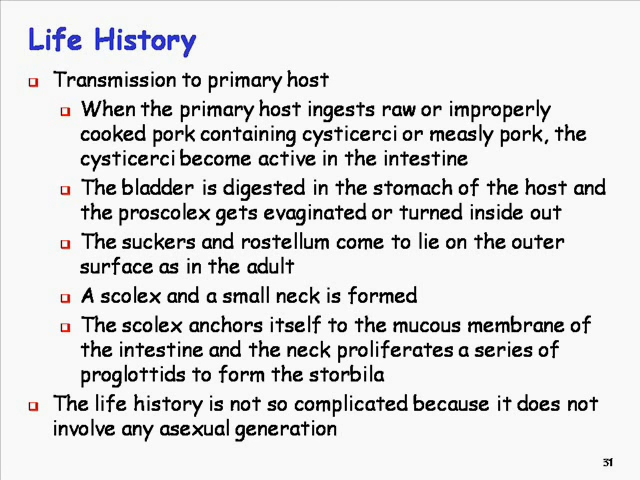 Life History
Transmission to primary host
When the primary host ingests raw or improperly
cooked pork containing cysticerci or measly pork, the
cysticerci become active in the intestine
The bladder is digested in the stomach of the host and
the proscolex gets evaginated or turned inside out
The suckers and rostellum come to lie on the outer
surface as in the adult
A scolex and a small neck is formed
The scolex anchors itself to the mucous membrane of
the intestine and the neck proliferates a series of
proglottids to form the storbila
The life history is not so complicated because it does not
involve any asexual generation
31